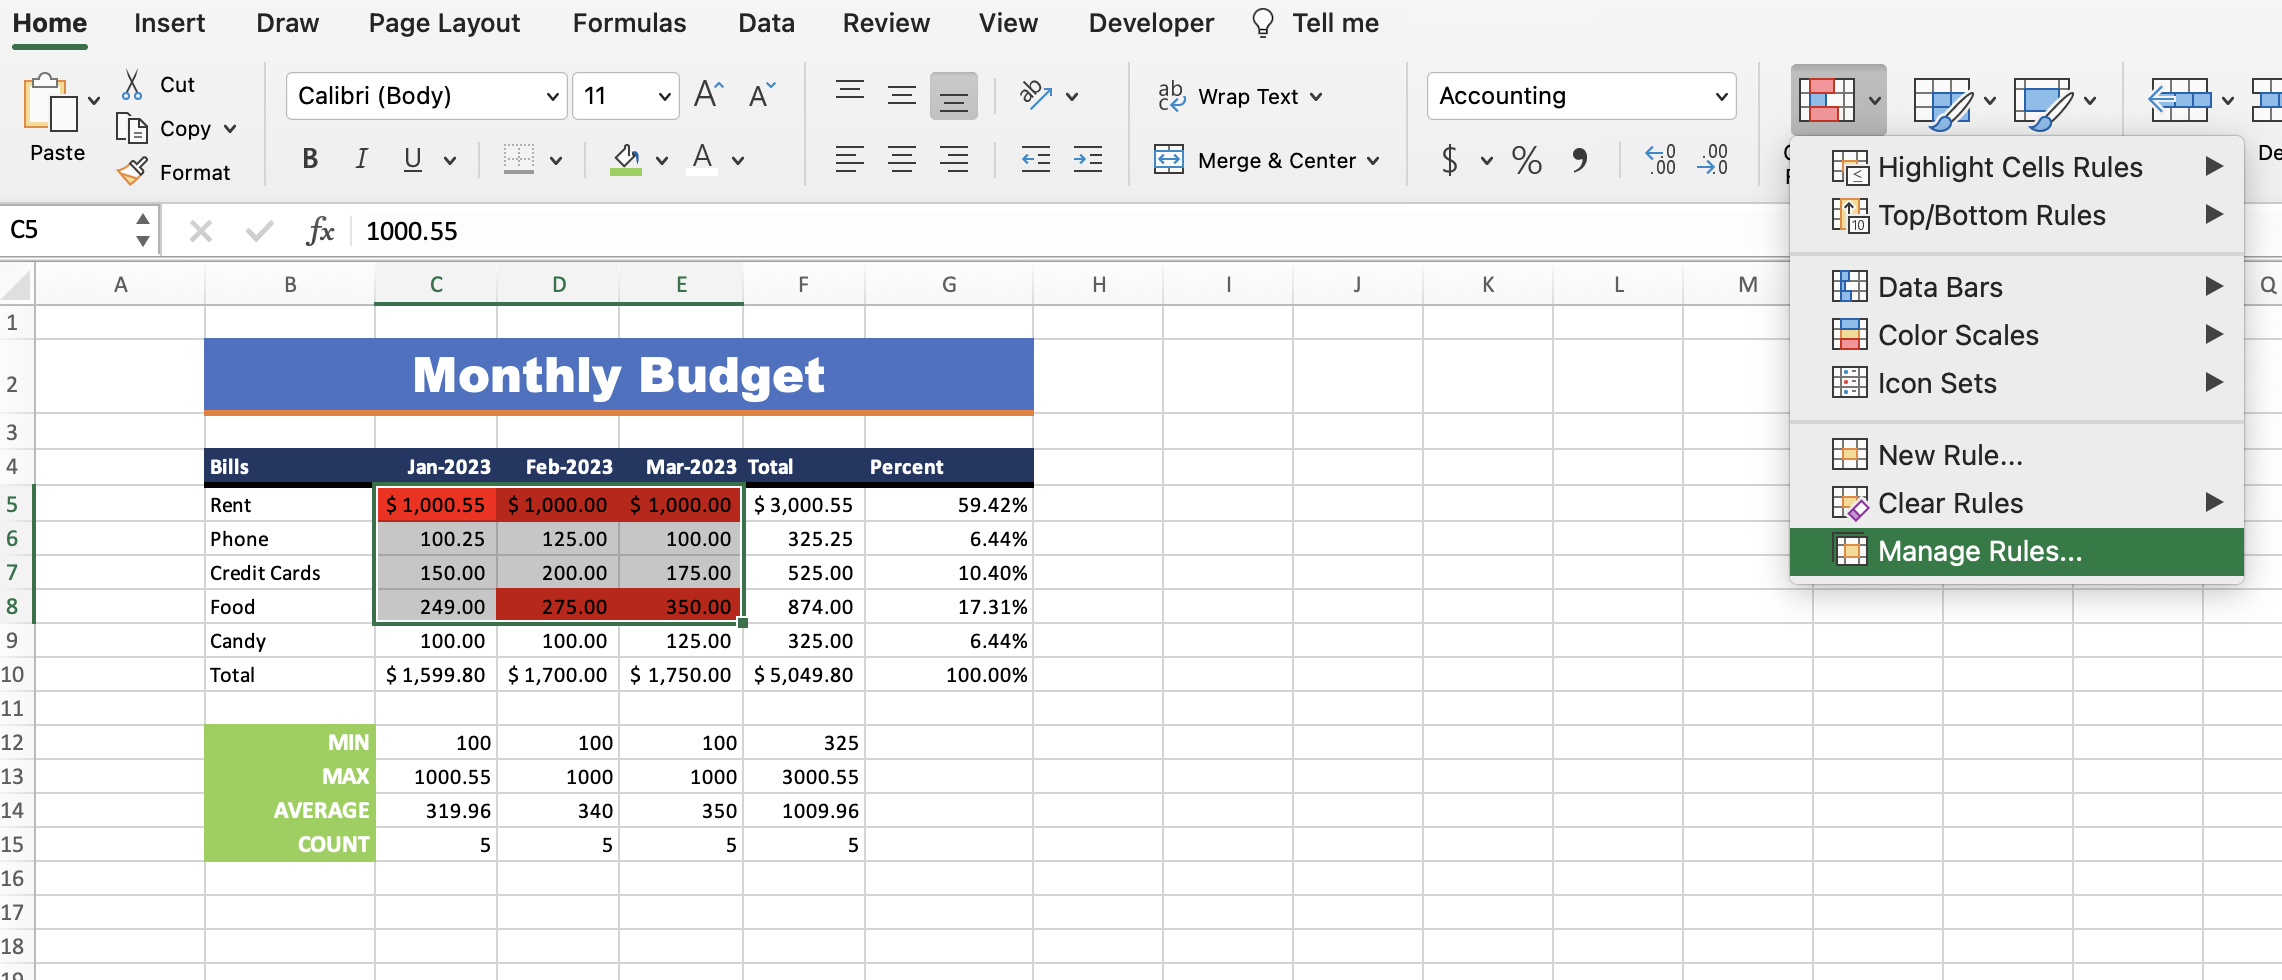 Home Insert Draw Page Layout Formulas Data Review View Developer Tell me
Paste
Cut
Copy
Format
Calibri (Body) 11 A A
B I U A
ab Wrap Text
Merge & Center
Accounting
$ % 9 .00 .00
De
C5 fx 1000.55
Highlight Cells Rules
Top/Bottom Rules
Data Bars
Color Scales
Icon Sets
New Rule...
Clear Rules
Manage Rules...
A B C D E F G H I J K L M Q
1
2 Monthly Budget
3
4 Bills Jan-2023 Feb-2023 Mar-2023 Total Percent
5 Rent $ 1,000.55 $ 1,000.00 $ 1,000.00 $ 3,000.55 59.42%
6 Phone 100.25 125.00 100.00 325.25 6.44%
7 Credit Cards 150.00 200.00 175.00 525.00 10.40%
8 Food 249.00 275.00 350.00 874.00 17.31%
9 Candy 100.00 100.00 125.00 325.00 6.44%
10 Total $ 1,599.80 $ 1,700.00 $ 1,750.00 $ 5,049.80 100.00%
11
12 MIN 100 100 100 325
13 MAX 1000.55 1000 1000 3000.55
14 AVERAGE 319.96 340 350 1009.96
15 COUNT 5 5 5 5
16
17
18
19